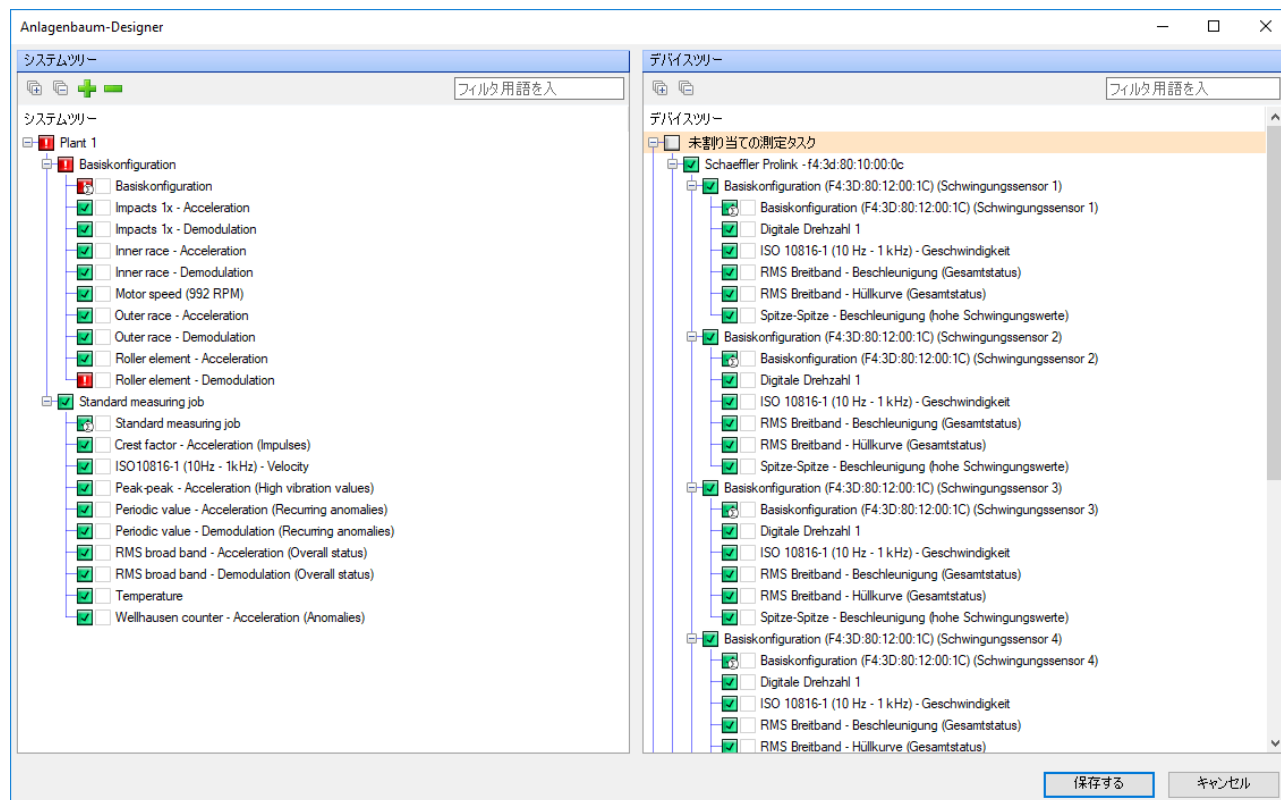 Anlagenbaum-Designer
システムツリー
フィルタ用語を入
システムツリー
Plant 1
Basiskonfiguration
Basiskonfiguration
Impacts 1x - Acceleration
Impacts 1x - Demodulation
Inner race - Acceleration
Inner race - Demodulation
Motor speed (992 RPM)
Outer race - Acceleration
Outer race - Demodulation
Roller element - Acceleration
Roller element - Demodulation
Standard measuring job
Standard measuring job
Crest factor - Acceleration (Impulses)
ISO10816-1 (10Hz - 1kHz) - Velocity
Peak-peak - Acceleration (High vibration values)
Periodic value - Acceleration (Recurring anomalies)
Periodic value - Demodulation (Recurring anomalies)
RMS broad band - Acceleration (Overall status)
RMS broad band - Demodulation (Overall status)
Temperature
Wellhausen counter - Acceleration (Anomalies)
デバイスツリー
フィルタ用語を入
デバイスツリー
未割り当ての測定タスク
Schaeffler Prolink - f4:3d:80:10:00:0c
Basiskonfiguration (F4:3D:80:12:00:1C) (Schwingungssensor 1)
Basiskonfiguration (F4:3D:80:12:00:1C) (Schwingungssensor 1)
Digitale Drehzahl 1
ISO 10816-1 (10 Hz - 1 kHz) - Geschwindigkeit
RMS Breitband - Beschleunigung (Gesamtstatus)
RMS Breitband - Hüllkurve (Gesamtstatus)
Spitze-Spitze - Beschleunigung (hohe Schwingungswerte)
Basiskonfiguration (F4:3D:80:12:00:1C) (Schwingungssensor 2)
Basiskonfiguration (F4:3D:80:12:00:1C) (Schwingungssensor 2)
Digitale Drehzahl 1
ISO 10816-1 (10 Hz - 1 kHz) - Geschwindigkeit
RMS Breitband - Beschleunigung (Gesamtstatus)
RMS Breitband - Hüllkurve (Gesamtstatus)
Spitze-Spitze - Beschleunigung (hohe Schwingungswerte)
Basiskonfiguration (F4:3D:80:12:00:1C) (Schwingungssensor 3)
Basiskonfiguration (F4:3D:80:12:00:1C) (Schwingungssensor 3)
Digitale Drehzahl 1
ISO 10816-1 (10 Hz - 1 kHz) - Geschwindigkeit
RMS Breitband - Beschleunigung (Gesamtstatus)
RMS Breitband - Hüllkurve (Gesamtstatus)
Spitze-Spitze - Beschleunigung (hohe Schwingungswerte)
Basiskonfiguration (F4:3D:80:12:00:1C) (Schwingungssensor 4)
Basiskonfiguration (F4:3D:80:12:00:1C) (Schwingungssensor 4)
Digitale Drehzahl 1
ISO 10816-1 (10 Hz - 1 kHz) - Geschwindigkeit
RMS Breitband - Beschleunigung (Gesamtstatus)
RMS Breitband - Hüllkurve (Gesamtstatus)
保存する
キャンセル